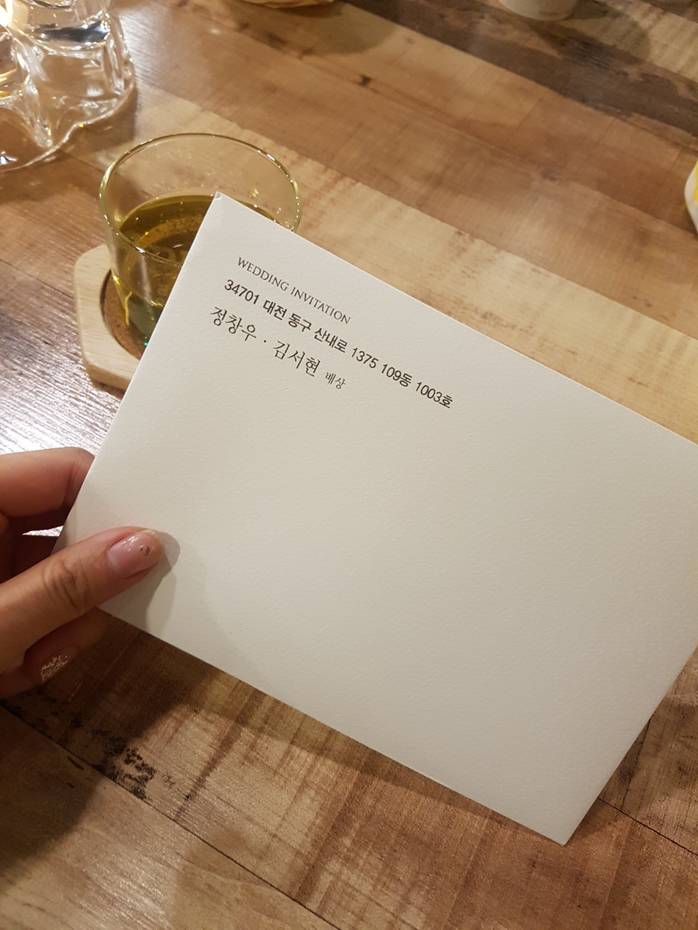 WEDDING INVITATION
34701 대전 동구 산내로 1375 109동 1003호
정창우 · 김서현 배상